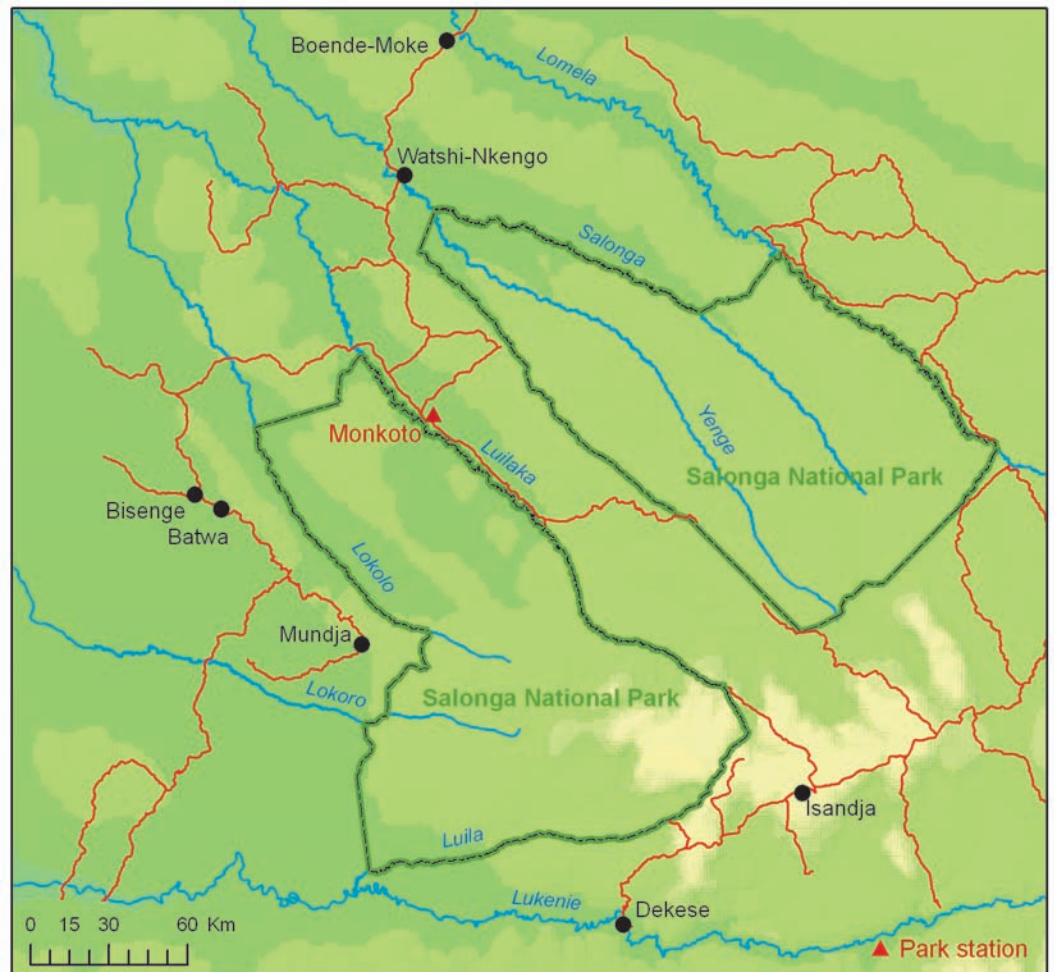 Boende-Moke
Lomela
Watshi-Nkengo
Salonga
Yenge
Monkoto
Luilaka
Salonga National Park
Bisenge
Batwa
Lokolo
Mundja
Lokoro
Salonga National Park
Isandja
Luila
Lukenie
Dekese
0 15 30 60 Km
Park station